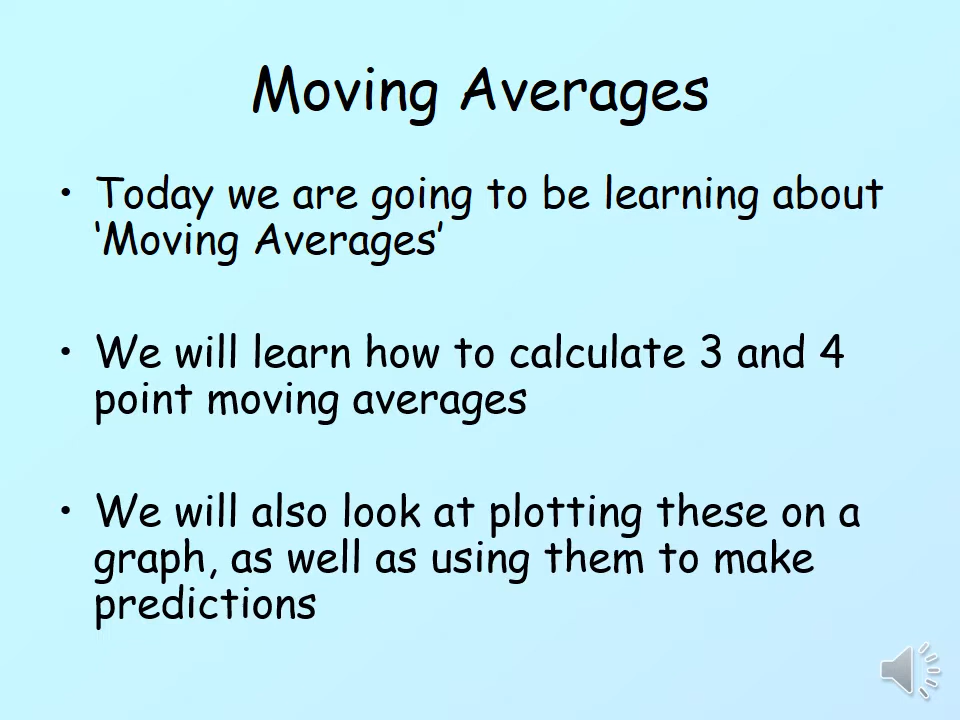 Moving Averages
• Today we are going to be learning about
‘Moving Averages’
• We will learn how to calculate 3 and 4
point moving averages
• We will also look at plotting these on a
graph, as well as using them to make
predictions